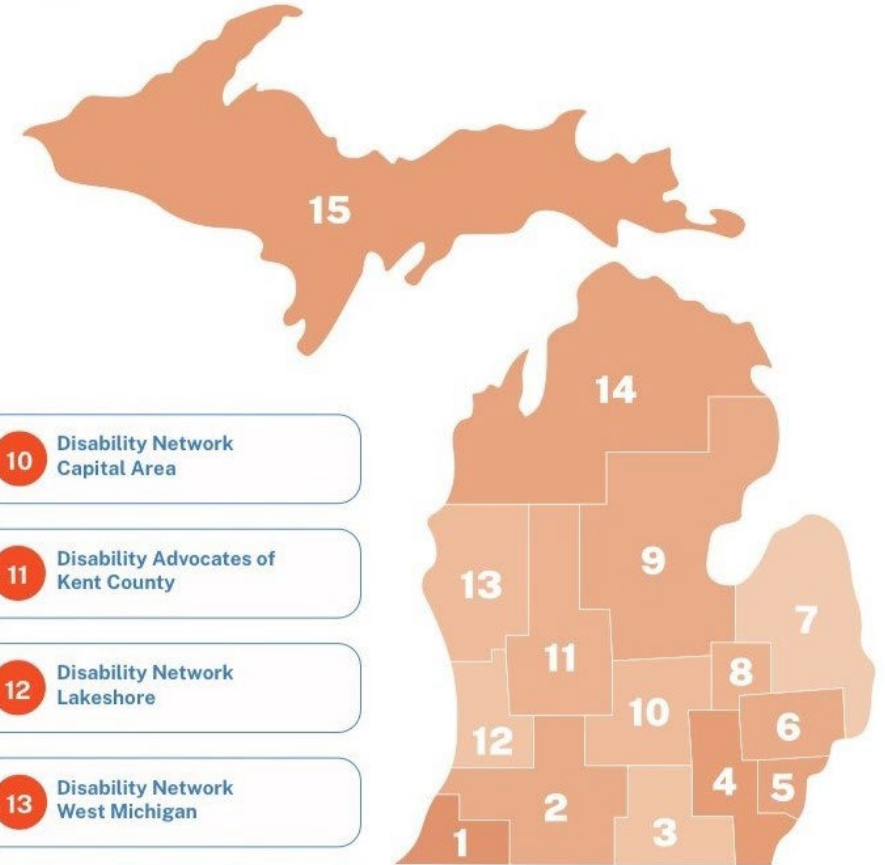 15
14
10
Disability Network
Capital Area
11
Disability Advocates of
Kent County
12
Disability Network
Lakeshore
13
Disability Network
West Michigan
9
13
7
11
8
10
6
12
4
5
2
3
1